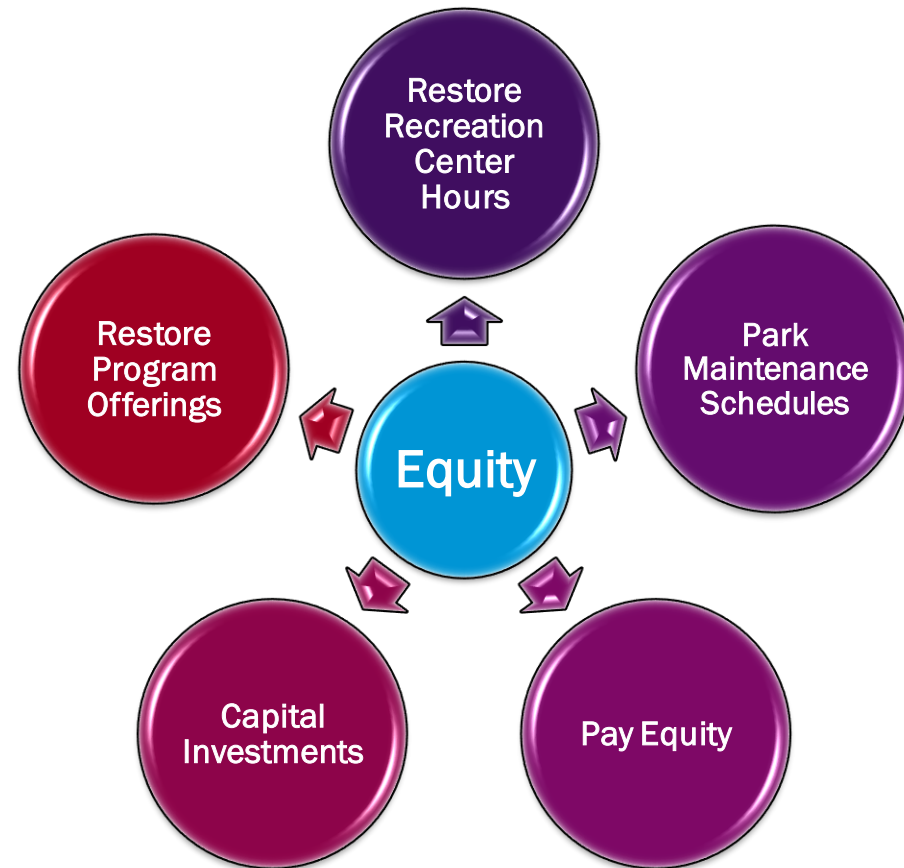 Restore
Recreation
Center
Hours
Restore
Program
Offerings
Park
Maintenance
Schedules
Equity
Capital
Investments
Pay Equity